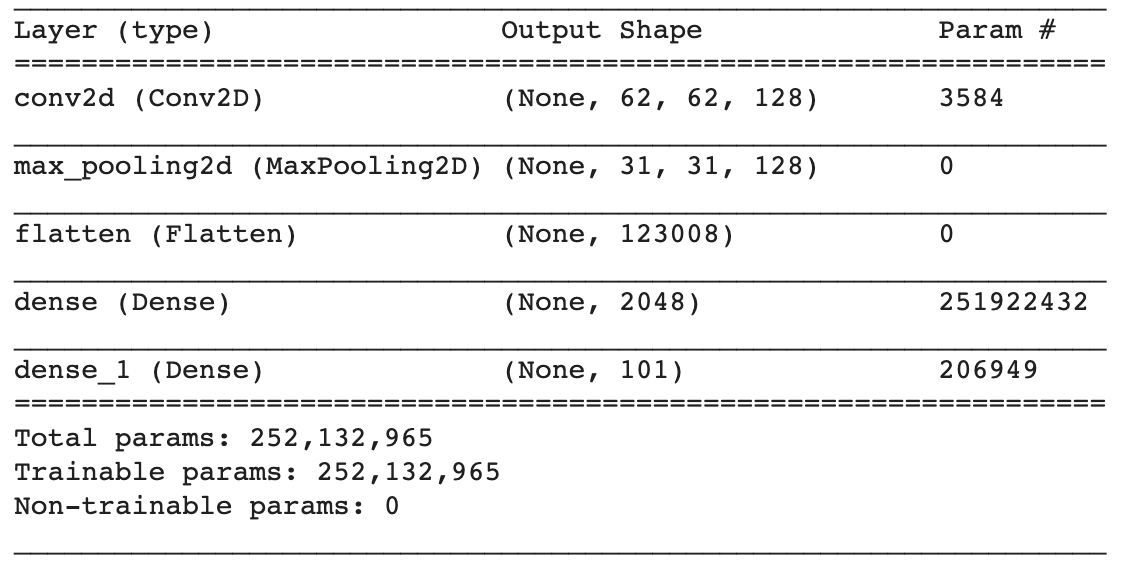 Layer (type) Output Shape Param #
conv2d (Conv2D) (None, 62, 62, 128) 3584
max_pooling2d (MaxPooling2D) (None, 31, 31, 128) 0
flatten (Flatten) (None, 123008) 0
dense (Dense) (None, 2048) 251922432
dense_1 (Dense) (None, 101) 206949
Total params: 252,132,965
Trainable params: 252,132,965
Non-trainable params: 0